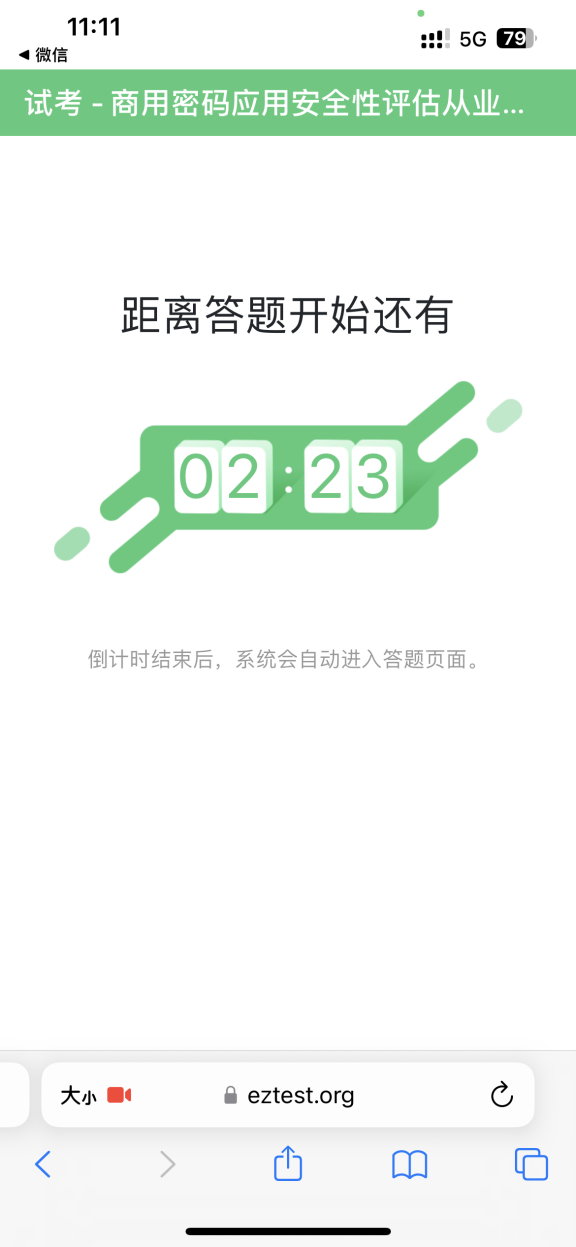 11:11
5G
79
◀ 微信
试考 - 商用密码应用安全性评估从业...
距离答题开始还有
02:23
倒计时结束后，系统会自动进入答题页面。
大小
eztest.org